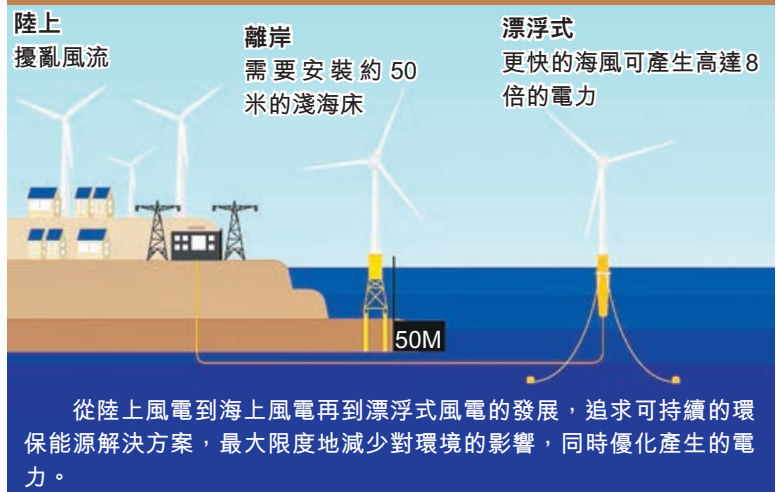 陸上
擾亂風流
離岸
需要安裝約 50
米的淺海床
漂浮式
更快的海風可產生高達8
倍的電力
50M
從陸上風電到海上風電再到漂浮式風電的發展，追求可持續的環
保能源解決方案，最大限度地減少對環境的影響，同時優化產生的電
力。